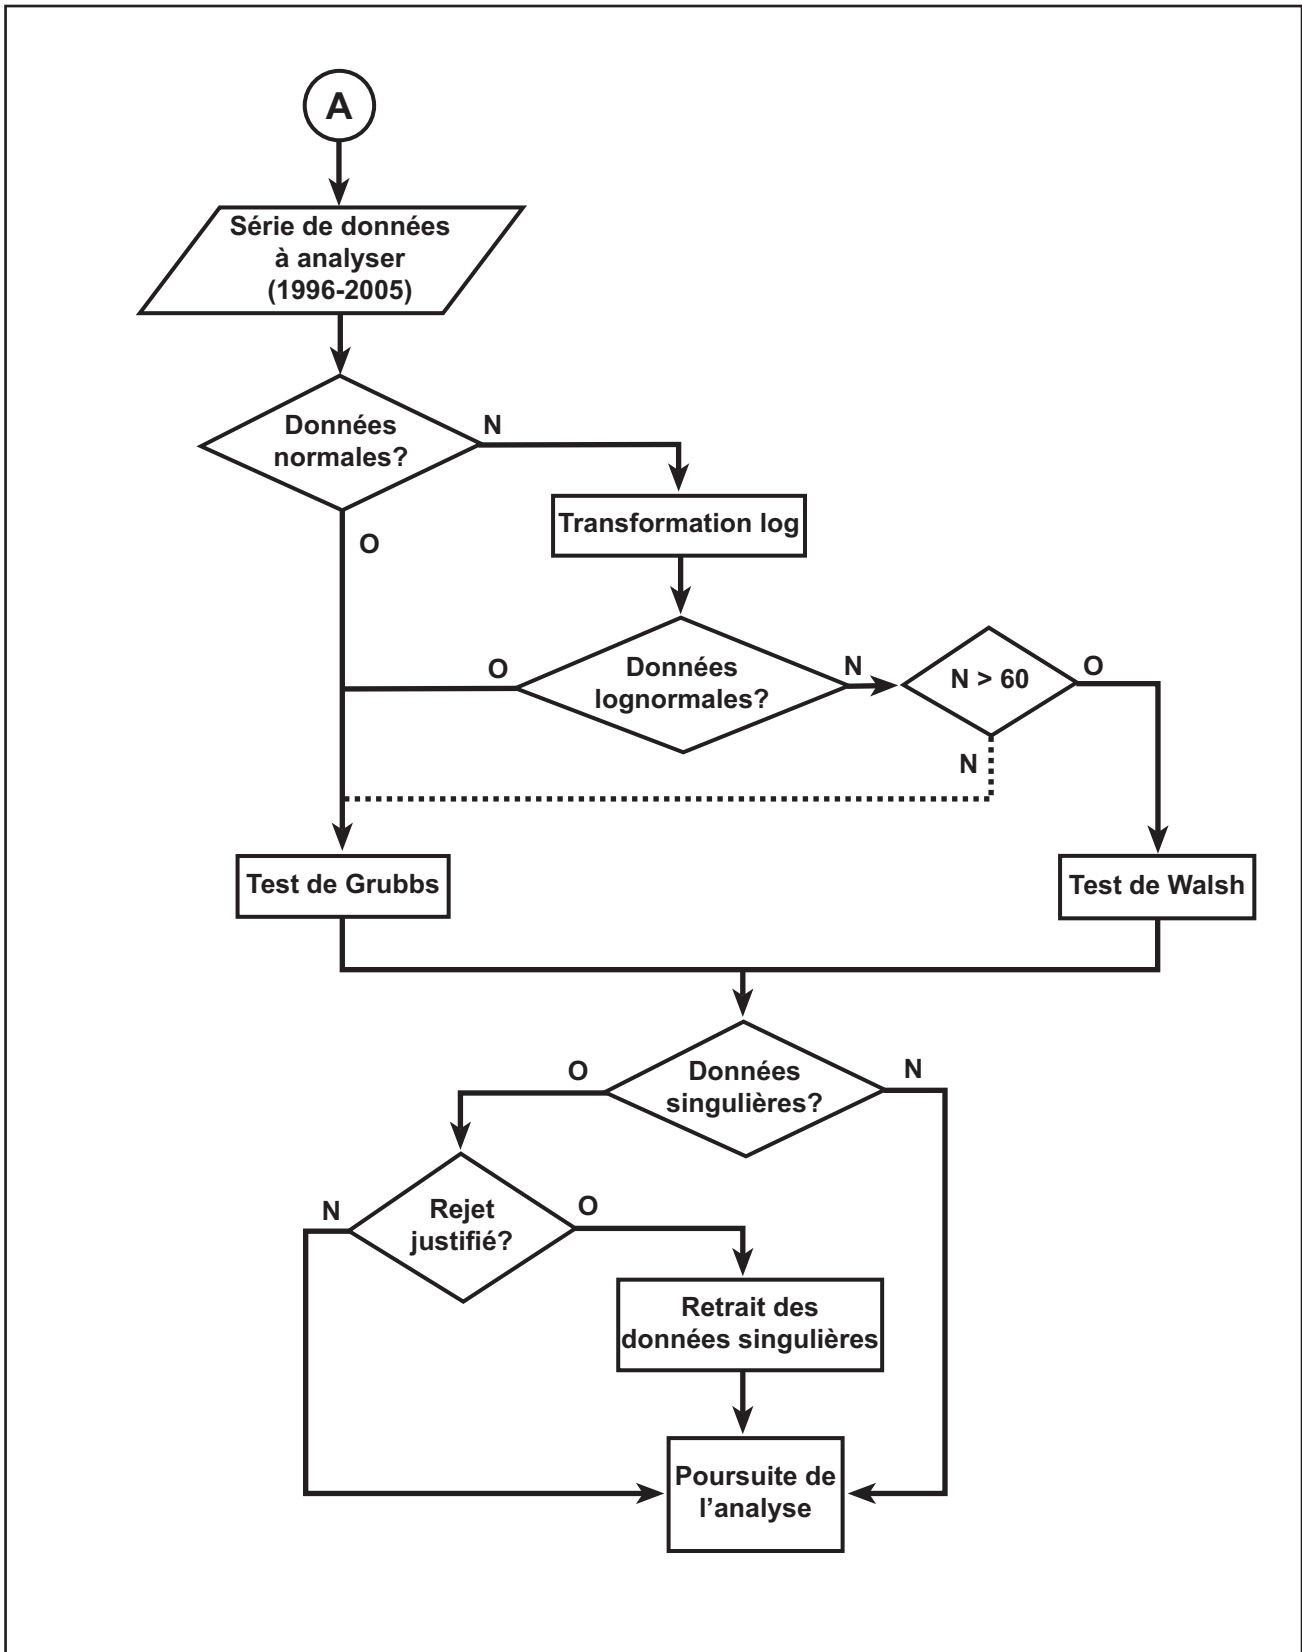 A
Série de données
à analyser
(1996-2005)
Données
normales?
N
O
Transformation log
Données
lognormales?
O
N
N > 60
O
N
Test de Grubbs
Test de Walsh
Données
singulières?
O
N
Rejet
justifié?
N
O
Retrait des
données singulières
Poursuite de
l’analyse